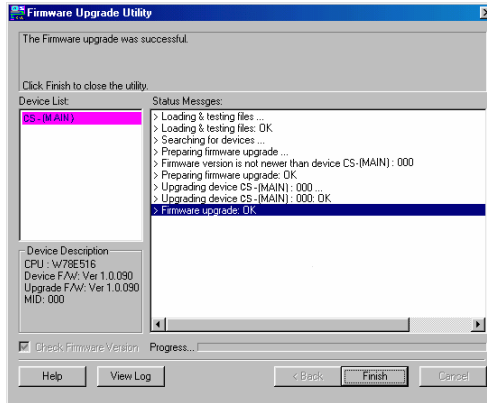 Firmware Upgrade Utility
The Firmware upgrade was successful.
Click Finish to close the utility.
Device List:
Status Messges:
CS-(MAIN)
> Loading & testing files ...
> Loading & testing files: OK
> Searching for devices ...
> Preparing firmware upgrade ...
> Firmware version is not newer than device CS-(MAIN) : 000
> Preparing firmware upgrade: OK
> Upgrading device CS-(MAIN) : 000 ...
> Upgrading device CS-(MAIN) : 000: OK
> Firmware upgrade: OK
Device Description
CPU : W78E516
Device F/W: Ver 1.0.090
Upgrade F/W: Ver 1.0.090
MID: 000
Check Firmware Version
Progress...
Help
View Log
< Back
Finish
Cancel